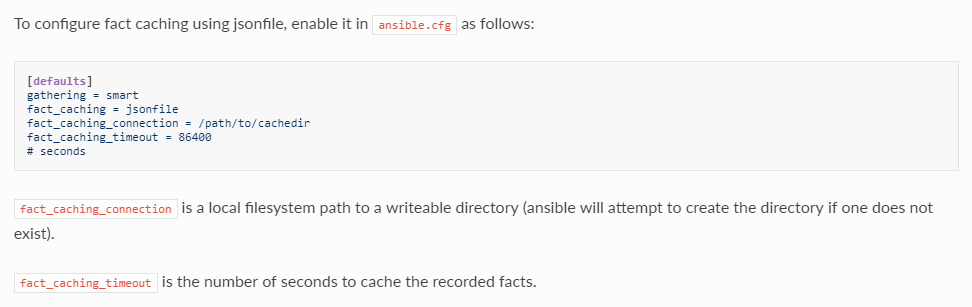 To configure fact caching using jsonfile, enable it in ansible.cfg as follows:
[defaults]
gathering = smart
fact_caching = jsonfile
fact_caching_connection = /path/to/cachedir
fact_caching_timeout = 86400
# seconds
fact_caching_connection is a local filesystem path to a writeable directory (ansible will attempt to create the directory if one does not
exist).
fact_caching_timeout is the number of seconds to cache the recorded facts.